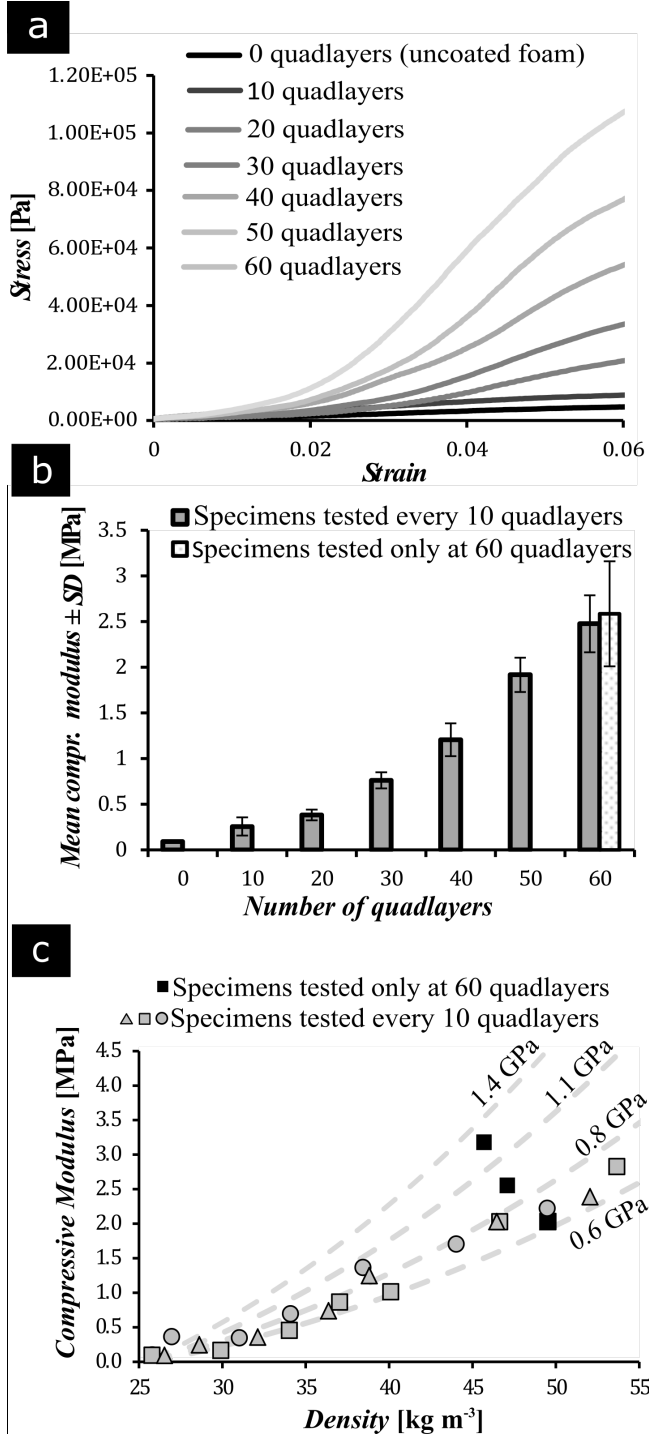 a
0 quadlayers (uncoated foam)
10 quadlayers
20 quadlayers
30 quadlayers
40 quadlayers
50 quadlayers
60 quadlayers
1.20E+05
1.00E+05
8.00E+04
6.00E+04
4.00E+04
2.00E+04
0.00E+00
Stress [Pa]
0 0.02 0.04 0.06
Strain
b
Specimens tested every 10 quadlayers
Specimens tested only at 60 quadlayers
3.5
3
2.5
2
1.5
1
0.5
0
Mean compr. modulus ± SD [MPa]
0 10 20 30 40 50 60
Number of quadlayers
c
Specimens tested only at 60 quadlayers
Specimens tested every 10 quadlayers
4.5
4.0
3.5
3.0
2.5
2.0
1.5
1.0
0.5
0.0
Compressive Modulus [MPa]
1.4 GPa
1.1 GPa
0.8 GPa
0.6 GPa
25 30 35 40 45 50 55
Density [kg m⁻³]